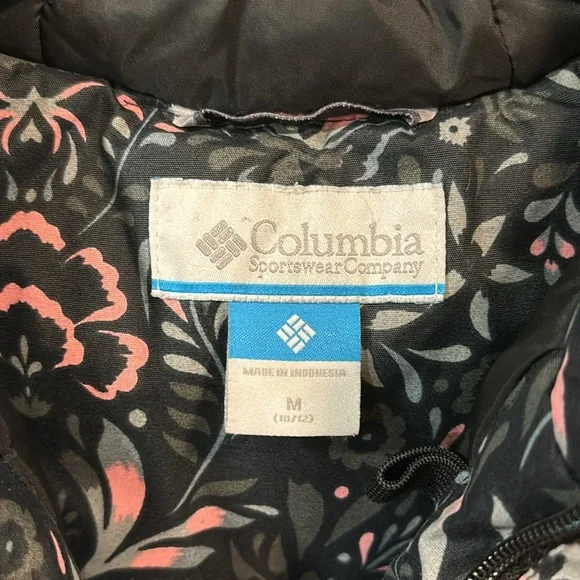 Columbia
Sportswear Company
MADE IN INDONESIA
M
(10/12)